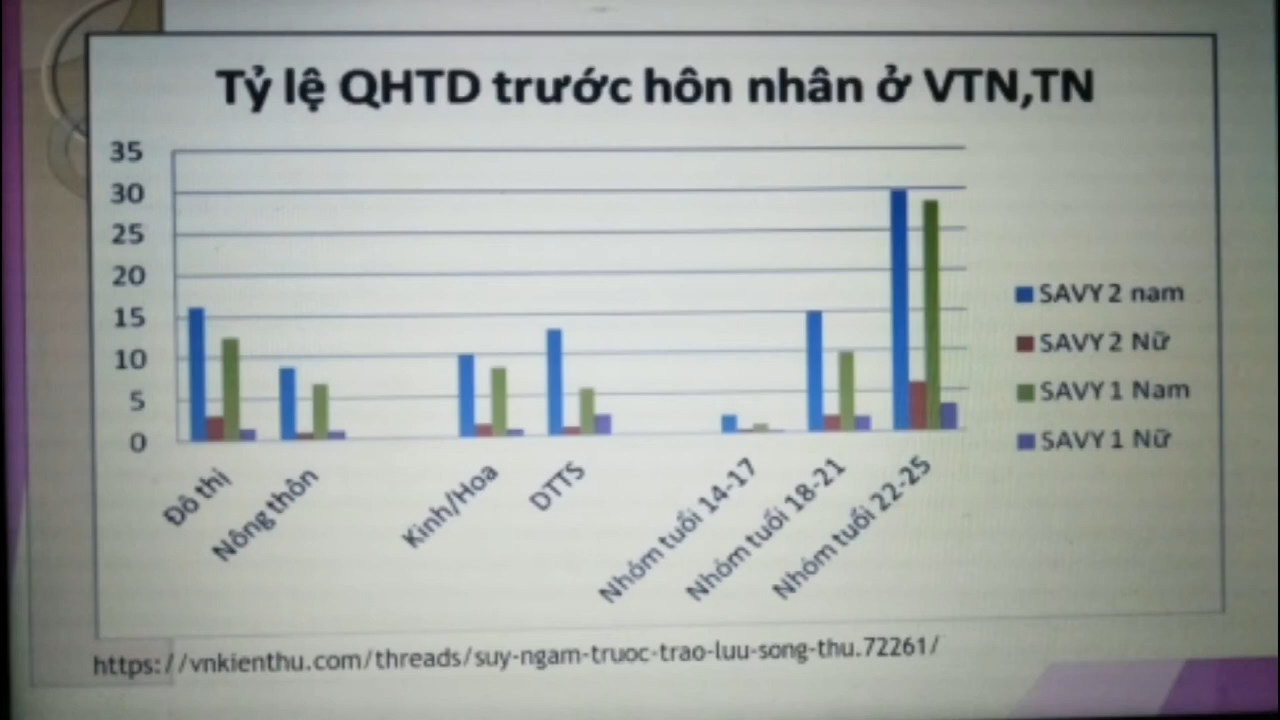 Tỷ lệ QHTD trước hôn nhân ở VTN,TN
35
30
25
20
15
10
5
0
Đô thị
Nông thôn
Kinh/Hoa
DTTS
Nhóm tuổi 14-17
Nhóm tuổi 18-21
Nhóm tuổi 22-25
SAVY 2 nam
SAVY 2 Nữ
SAVY 1 Nam
SAVY 1 Nữ
https://vnkienthu.com/threads/suy-ngam-truoc-trao-luu-song-thu.72261/